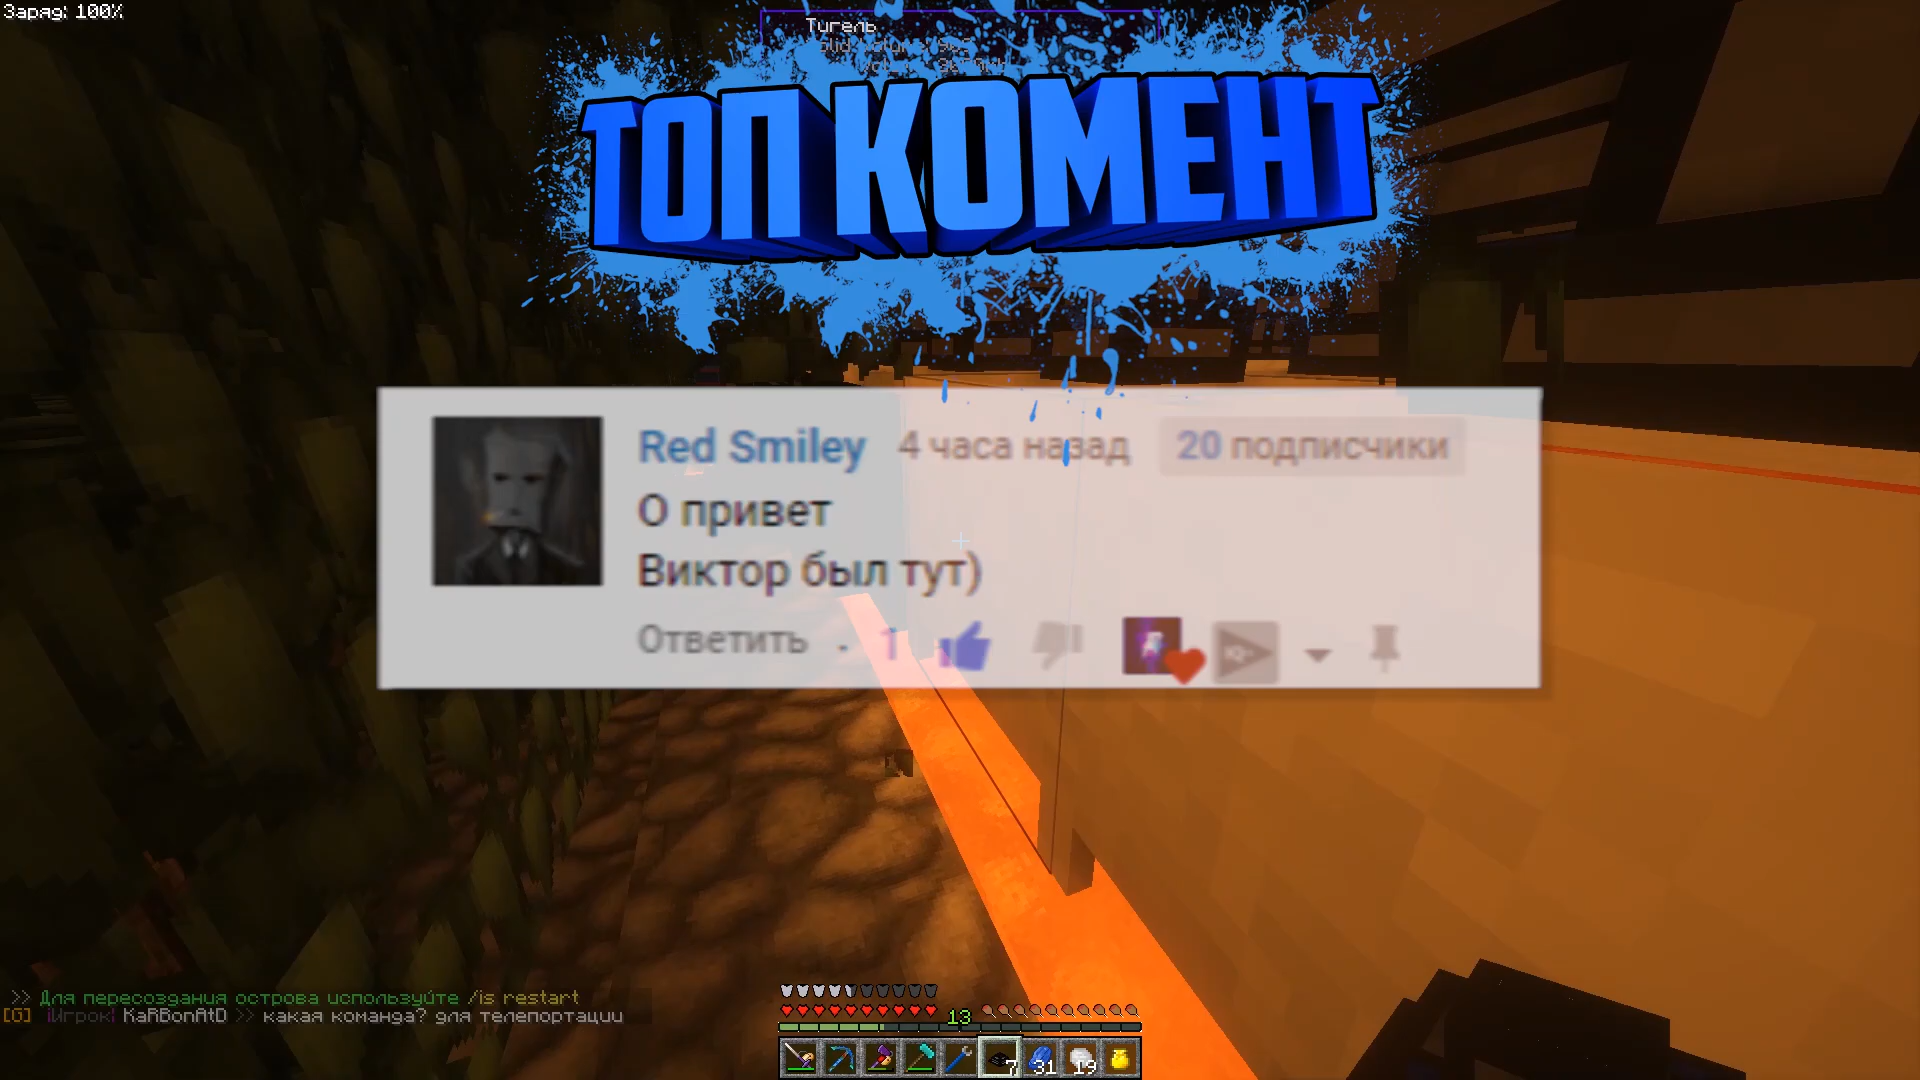 Заряд: 100%
Тигель
ТОП КОМЕНТ
Red Smiley 4 часа назад 20 подписчики
О привет
Виктор был тут)
Ответить · 1
>> Для пересоздания острова используйте /is restart
[G] [Игрок] KaRBonAtD >> какая команда? для телепортации
13
7 31 19